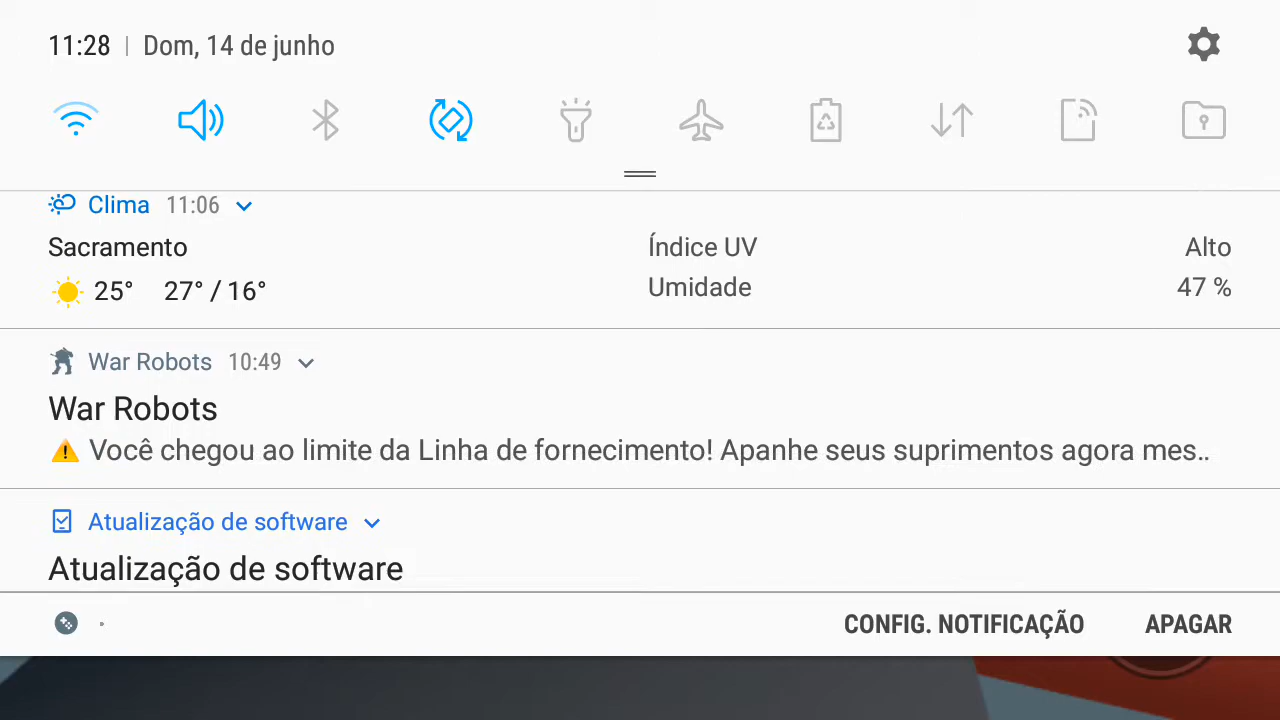 11:28 | Dom, 14 de junho
Clima 11:06
Sacramento
Índice UV Alto
25° 27° / 16°
Umidade 47 %
War Robots 10:49
War Robots
⚠ Você chegou ao limite da Linha de fornecimento! Apanhe seus suprimentos agora mes..
Atualização de software
Atualização de software
CONFIG. NOTIFICAÇÃO APAGAR